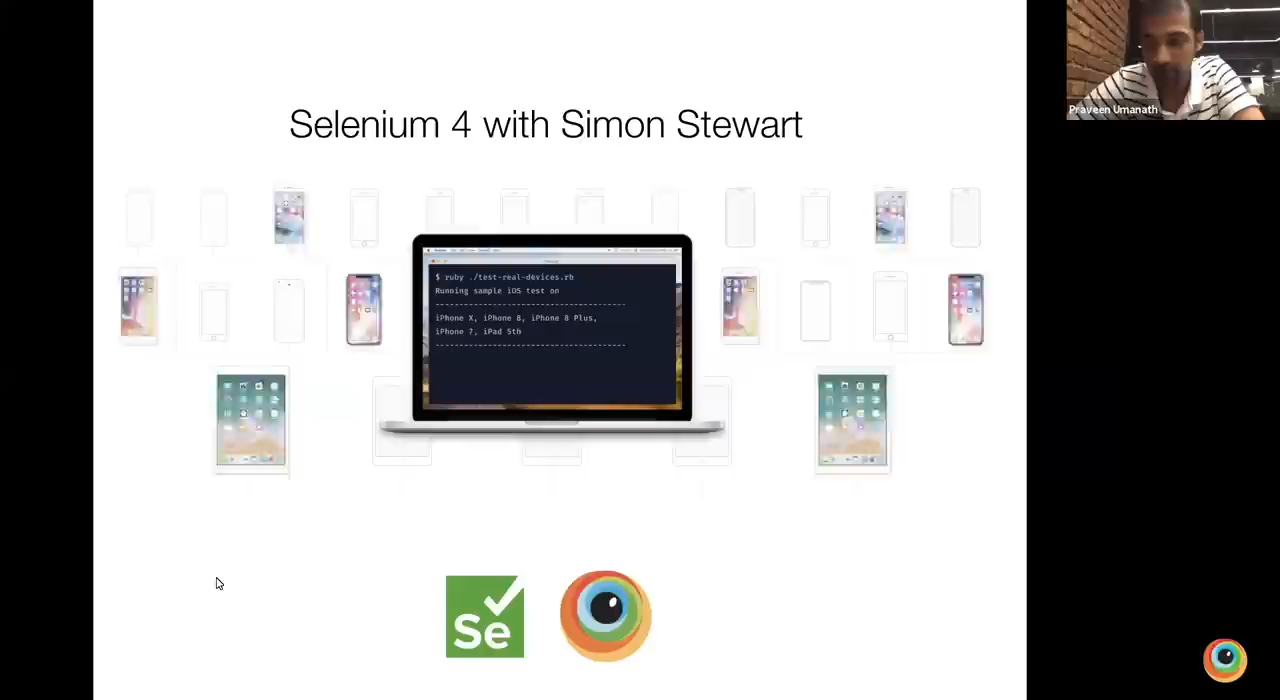 Selenium 4 with Simon Stewart
Praveen Umanath
$ ruby ./test-real-devices.rb
Running sample iOS test on
--------------------------------------
iPhone X, iPhone 8, iPhone 8 Plus,
iPhone 7, iPad 5th
--------------------------------------
Se